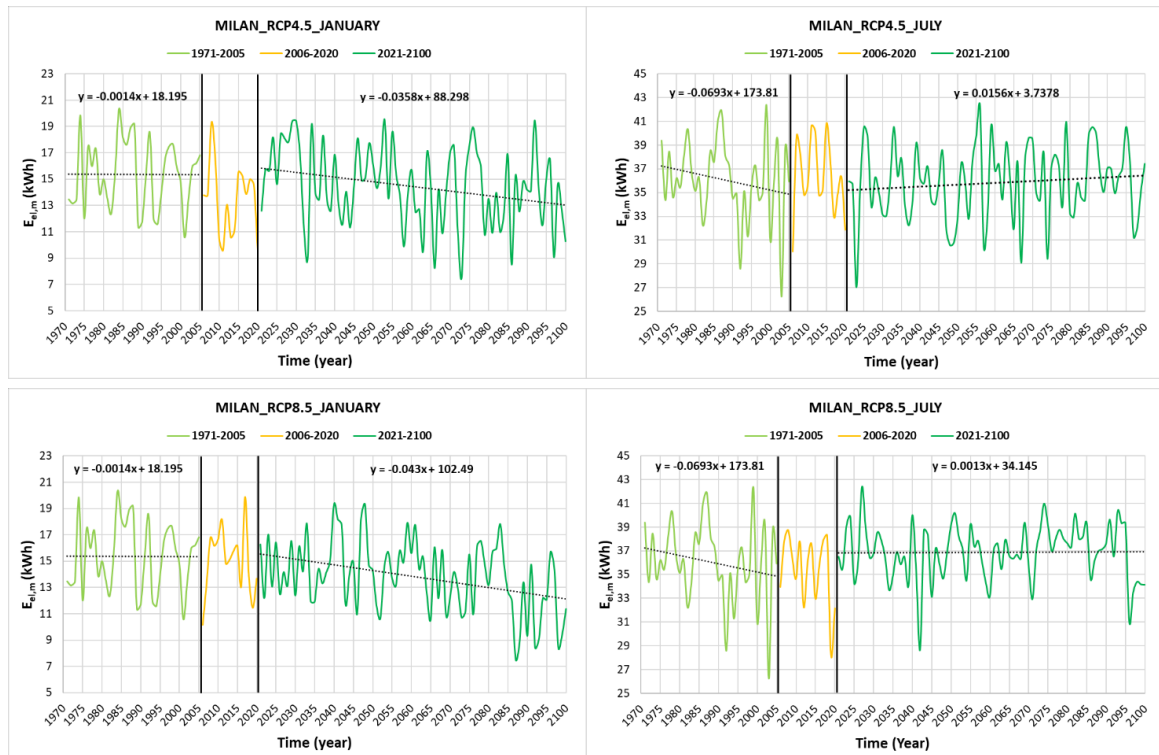 MILAN_RCP4.5_JANUARY
1971-2005 2006-2020 2021-2100
y = -0.0014x + 18.195 y = -0.0358x + 88.298
23
21
19
17
15
13
11
9
7
5
E el,m (kWh)
1970 1975 1980 1985 1990 1995 2000 2005 2010 2015 2020 2025 2030 2035 2040 2045 2050 2055 2060 2065 2070 2075 2080 2085 2090 2095 2100
Time (year)
MILAN_RCP4.5_JULY
1971-2005 2006-2020 2021-2100
y = -0.0693x + 173.81 y = 0.0156x + 3.7378
45
43
41
39
37
35
33
31
29
27
25
E el,m (kWh)
1970 1975 1980 1985 1990 1995 2000 2005 2010 2015 2020 2025 2030 2035 2040 2045 2050 2055 2060 2065 2070 2075 2080 2085 2090 2095 2100
Time (year)
MILAN_RCP8.5_JANUARY
1971-2005 2006-2020 2021-2100
y = -0.0014x + 18.195 y = -0.043x + 102.49
23
21
19
17
15
13
11
9
7
5
E el,m (kWh)
1970 1975 1980 1985 1990 1995 2000 2005 2010 2015 2020 2025 2030 2035 2040 2045 2050 2055 2060 2065 2070 2075 2080 2085 2090 2095 2100
Time (year)
MILAN_RCP8.5_JULY
1971-2005 2006-2020 2021-2100
y = -0.0693x + 173.81 y = 0.0013x + 34.145
45
43
41
39
37
35
33
31
29
27
25
E el,m (kWh)
1970 1975 1980 1985 1990 1995 2000 2005 2010 2015 2020 2025 2030 2035 2040 2045 2050 2055 2060 2065 2070 2075 2080 2085 2090 2095 2100
Time (Year)